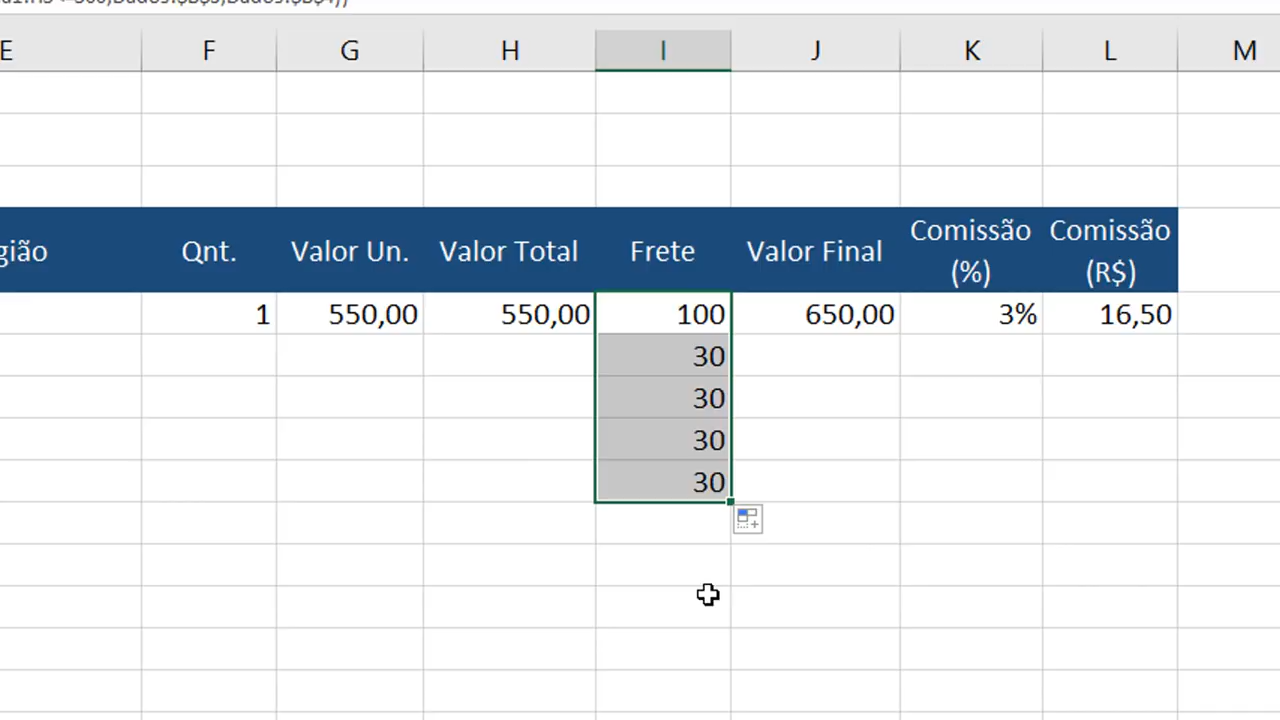 E F G H I J K L M
gião Qnt. Valor Un. Valor Total Frete Valor Final Comissão (%) Comissão (R$)
1 550,00 550,00 100 650,00 3% 16,50
30
30
30
30